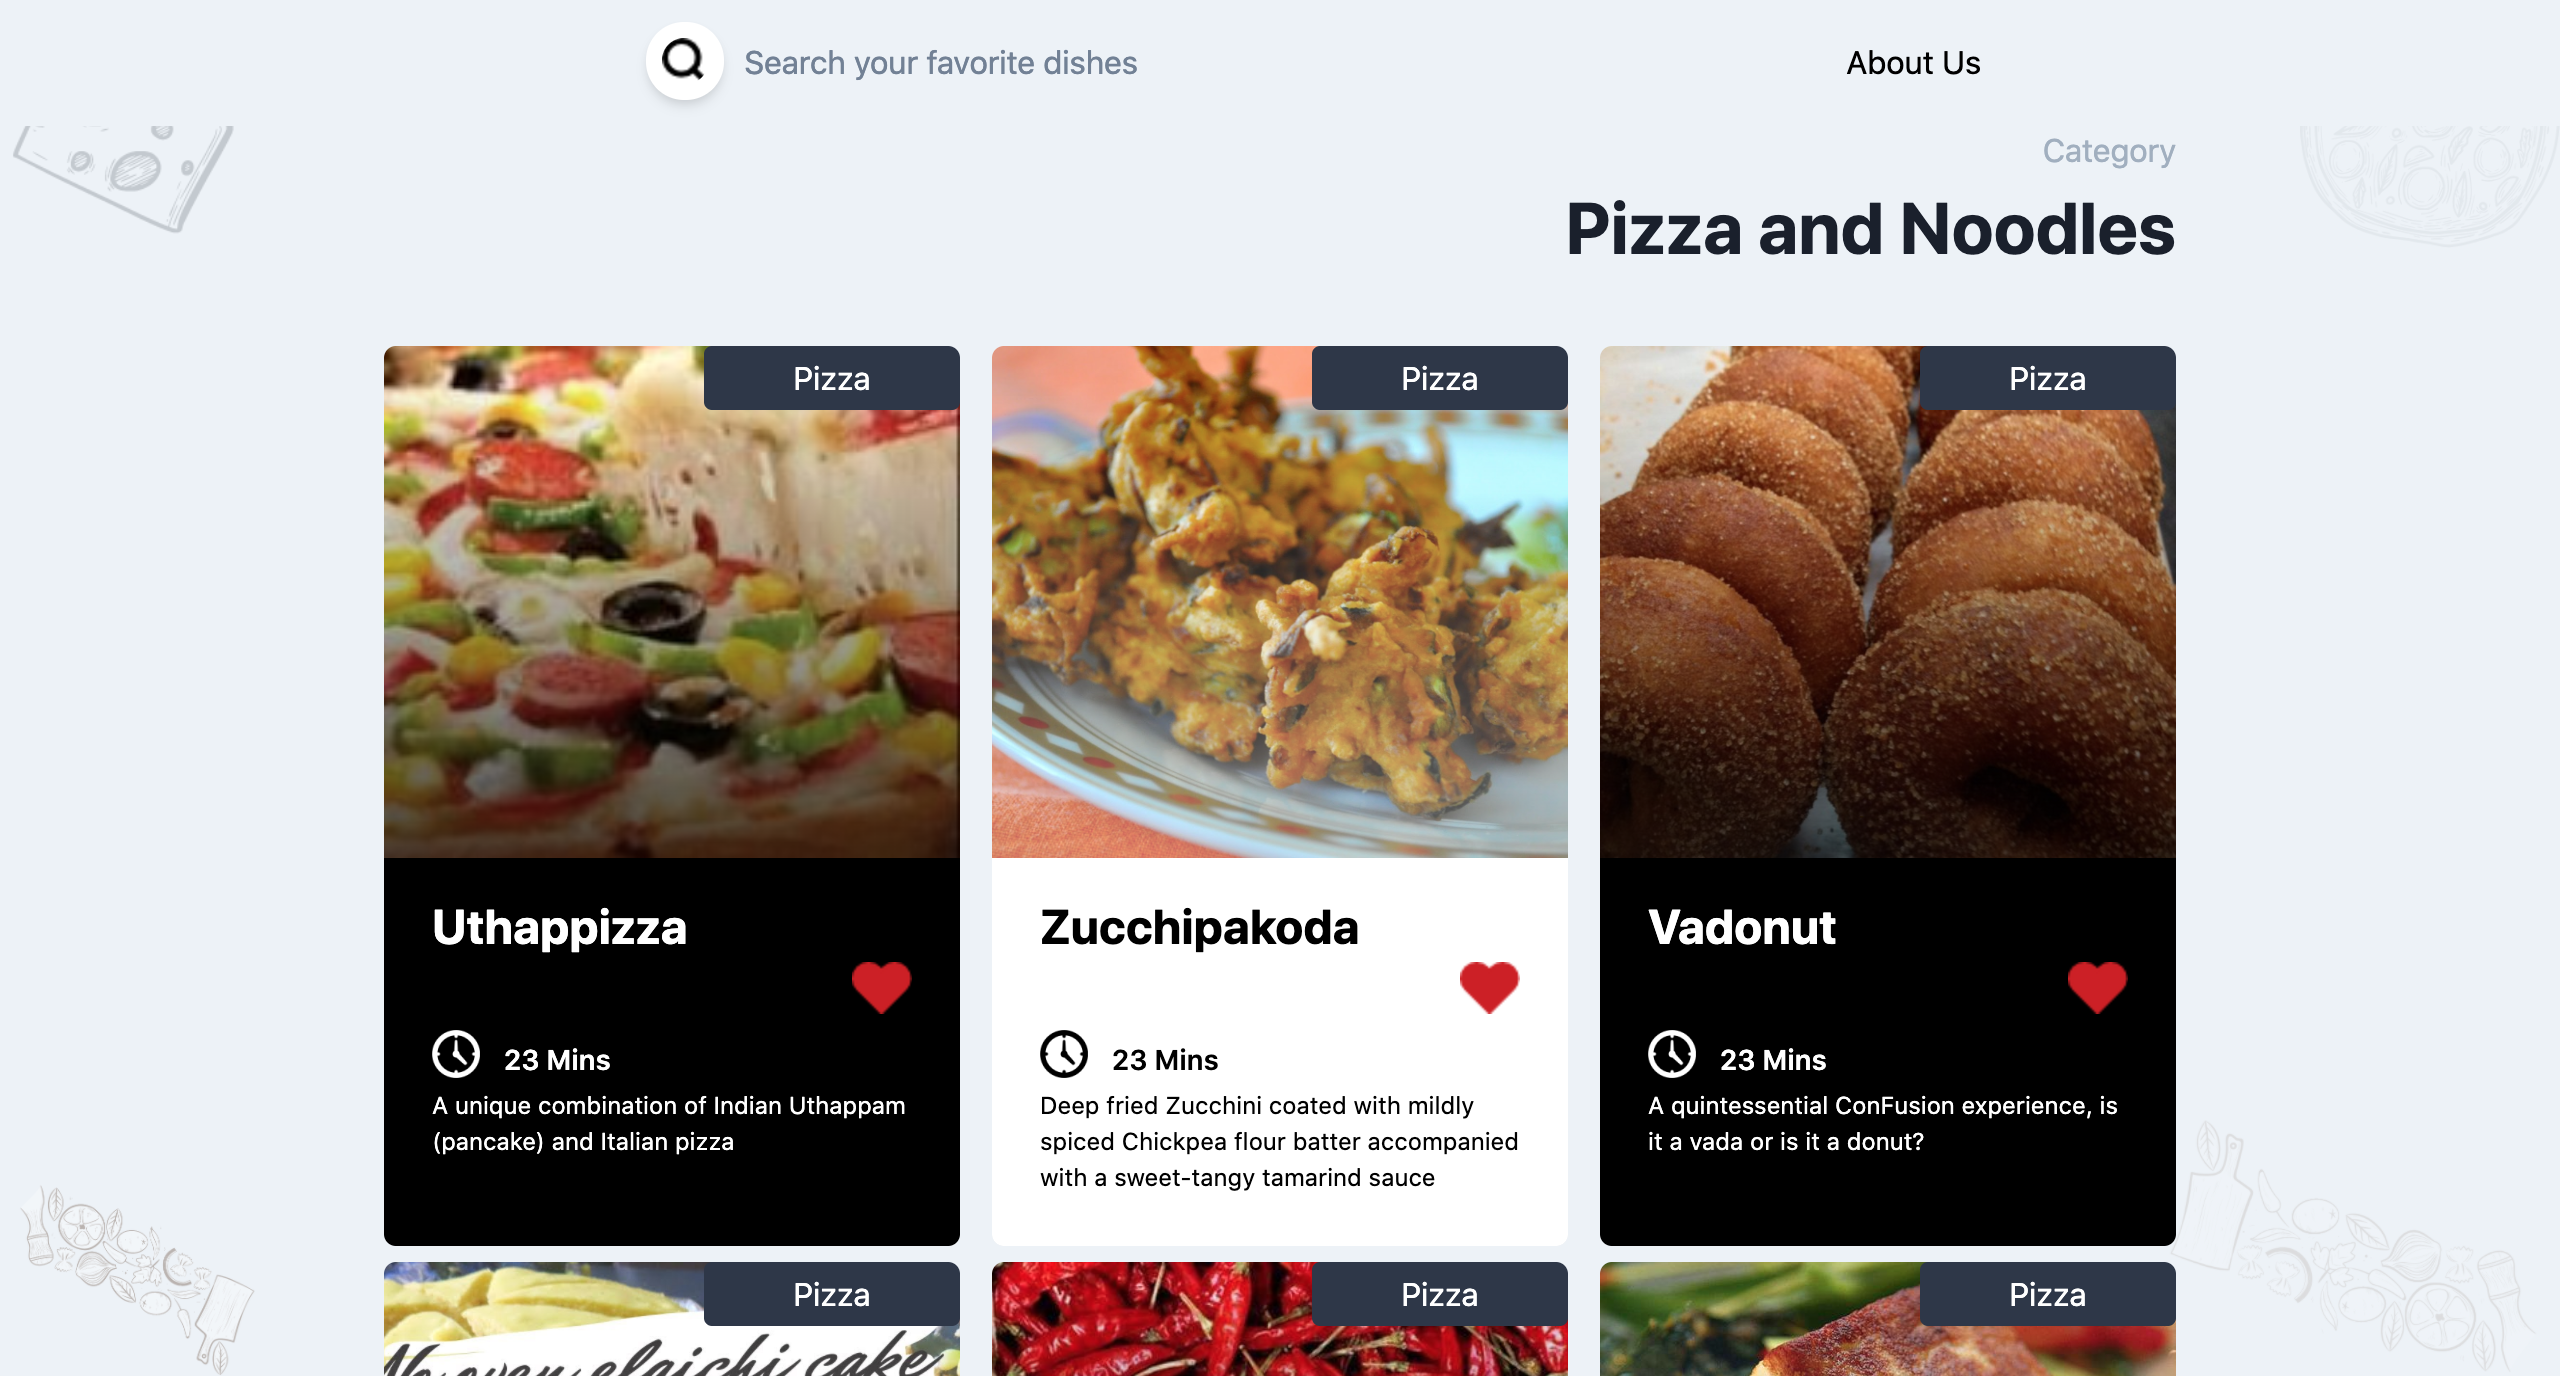 Search your favorite dishes
About Us
Category
Pizza and Noodles
Pizza
Pizza
Pizza
Uthappizza
23 Mins
A unique combination of Indian Uthappam
(pancake) and Italian pizza
Zucchipakoda
23 Mins
Deep fried Zucchini coated with mildly
spiced Chickpea flour batter accompanied
with a sweet-tangy tamarind sauce
Vadonut
23 Mins
A quintessential ConFusion experience, is
it a vada or is it a donut?
Pizza
Pizza
Pizza
No oven elaichi cake